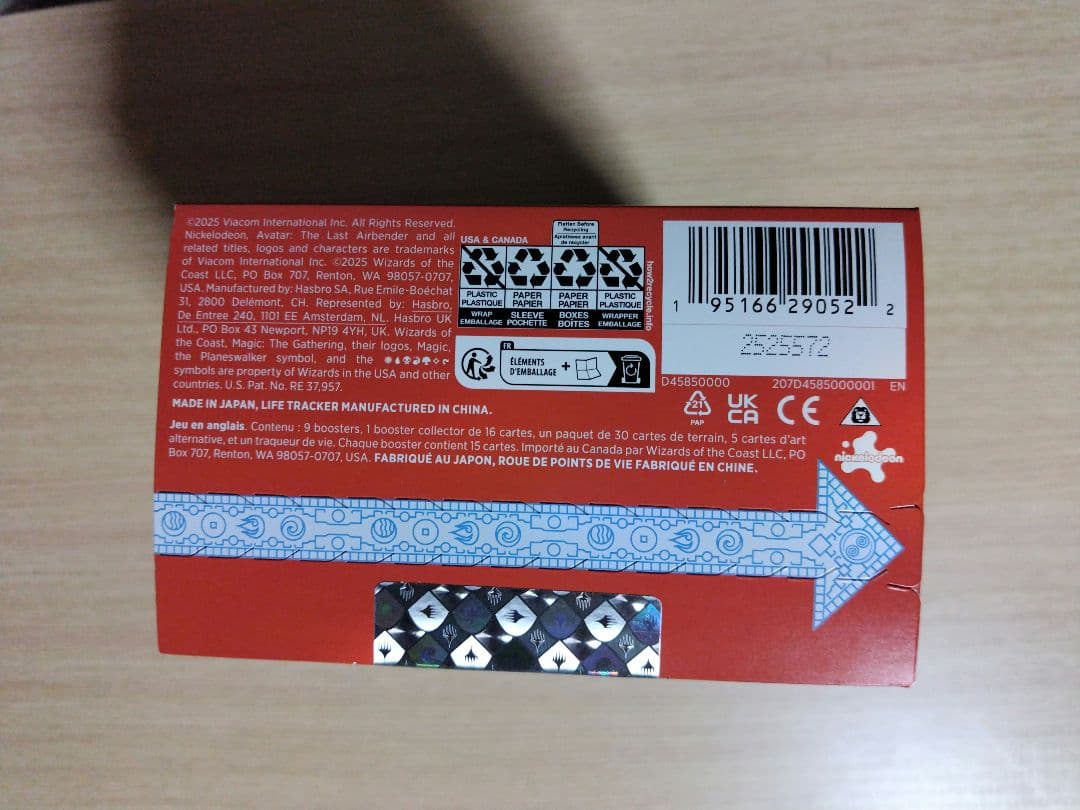 ©2025 Viacom International Inc. All Rights Reserved.
Nickelodeon, Avatar: The Last Airbender and all
related titles, logos and characters are trademarks
of Viacom International Inc. ©2025 Wizards of the
Coast LLC, PO Box 707, Renton, WA 98057-0707,
USA. Manufactured by: Hasbro SA, Rue Emile-Boéchat
31, 2800 Delémont, CH. Represented by: Hasbro,
De Entree 240, 1101 EE Amsterdam, NL. Hasbro UK
Ltd., PO Box 43 Newport, NP19 4YH, UK. Wizards of
the Coast, Magic: The Gathering, their logos, Magic,
the Planeswalker symbol, and the
symbols are property of Wizards in the USA and other
countries. U.S. Pat. No. RE 37,957.
MADE IN JAPAN, LIFE TRACKER MANUFACTURED IN CHINA.
Jeu en anglais. Contenu : 9 boosters, 1 booster collector de 16 cartes, un paquet de 30 cartes de terrain, 5 cartes d'art
alternative, et un traqueur de vie. Chaque booster contient 15 cartes. Importé au Canada par Wizards of the Coast LLC, PO
Box 707, Renton, WA 98057-0707, USA. FABRIQUÉ AU JAPON, ROUE DE POINTS DE VIE FABRIQUÉ EN CHINE.
USA & CANADA
Flatten Before
Recycling
Aplatissez avant
de recycler
PLASTIC PAPER PAPER PLASTIC
PLASTIQUE PAPIER PAPIER PLASTIQUE
WRAP SLEEVE BOXES WRAPPER
EMBALLAGE POCHETTE BOÎTES EMBALLAGE
how2recycle.info
FR
ÉLÉMENTS
D'EMBALLAGE +
1 95166 29052 2
2525572
D45850000 207D4585000001 EN
21
PAP
UK
CA
CE
nickelodeon